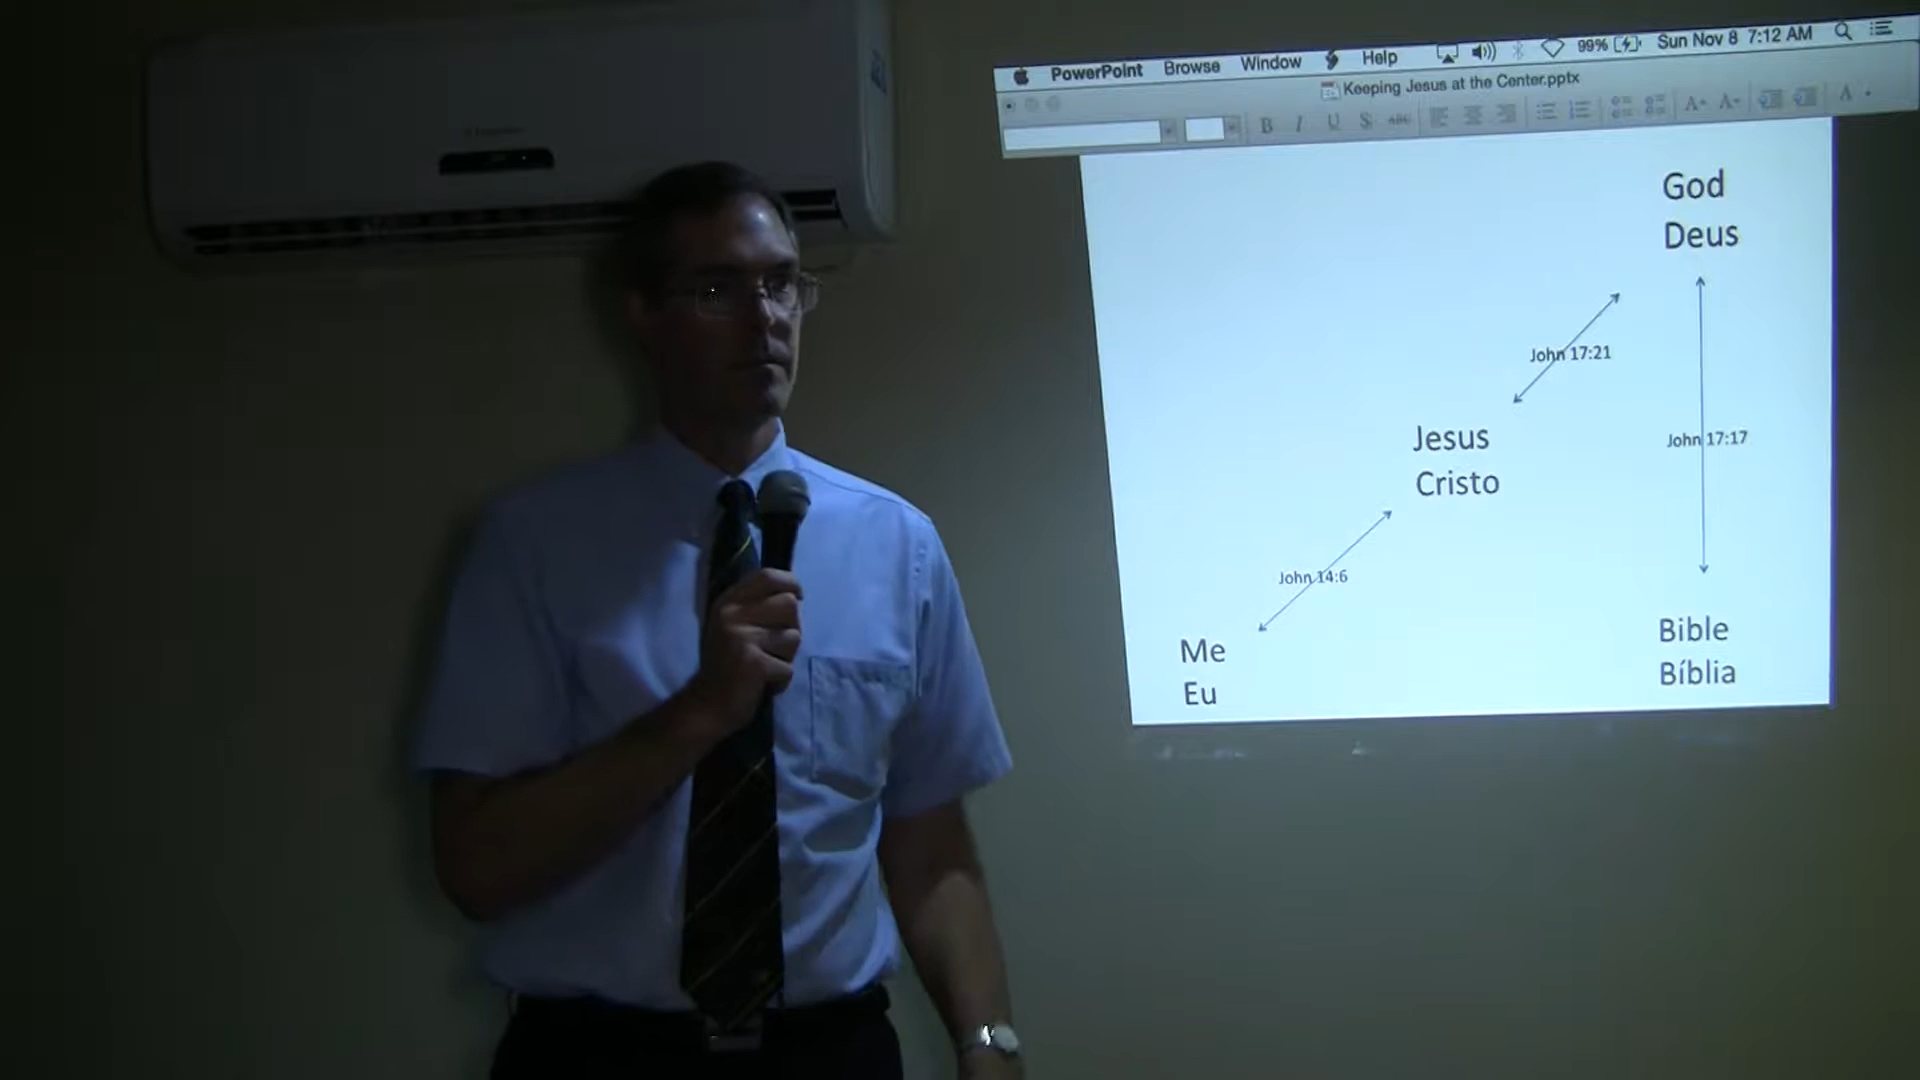 PowerPoint Browse Window Help 99% Sun Nov 8 7:12 AM
Keeping Jesus at the Center.pptx
B I U S ABC A A A
God
Deus
John 17:21
Jesus
Cristo
John 17:17
John 14:6
Me
Eu
Bible
Bíblia